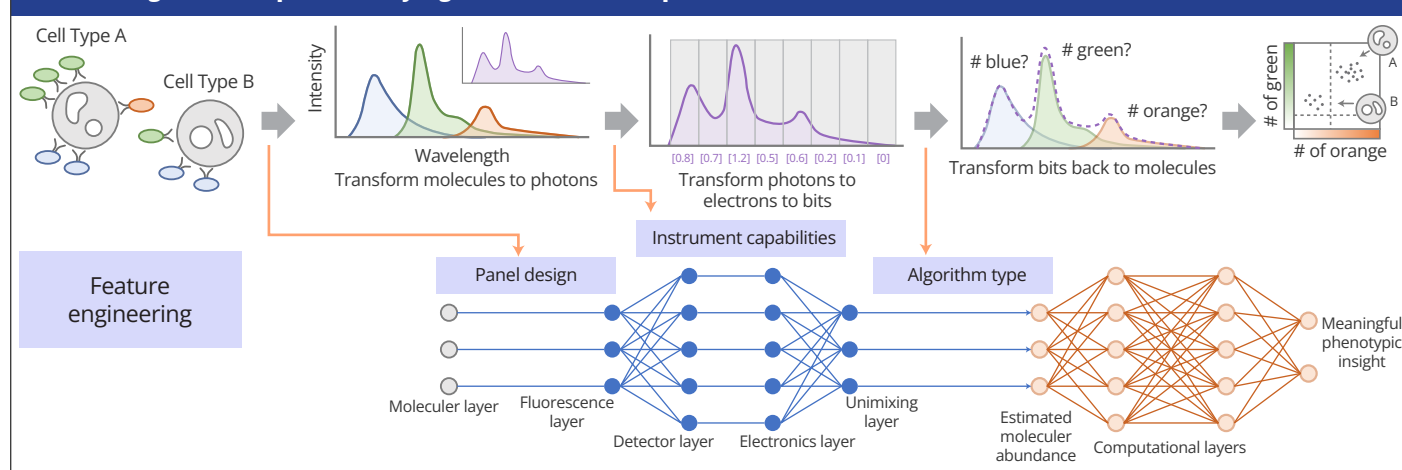 Cell Type A
Cell Type B
Intensity
Wavelength
Transform molecules to photons
[0.8] [0.7] [1.2] [0.5] [0.6] [0.2] [0.1] [0]
Transform photons to
electrons to bits
# blue?
# green?
# orange?
Transform bits back to molecules
# of green
A
B
# of orange
Feature
engineering
Panel design
Instrument capabilities
Algorithm type
Moleculer layer
Fluorescence
layer
Detector layer
Electronics layer
Unimixing
layer
Estimated
moleculer
abundance
Computational layers
Meaningful
phenotypic
insight